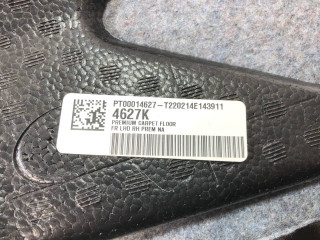 PT00014627-T220214E143911
4627K
PREMIUM CARPET FLOOR
FR LHD RH PREM NA